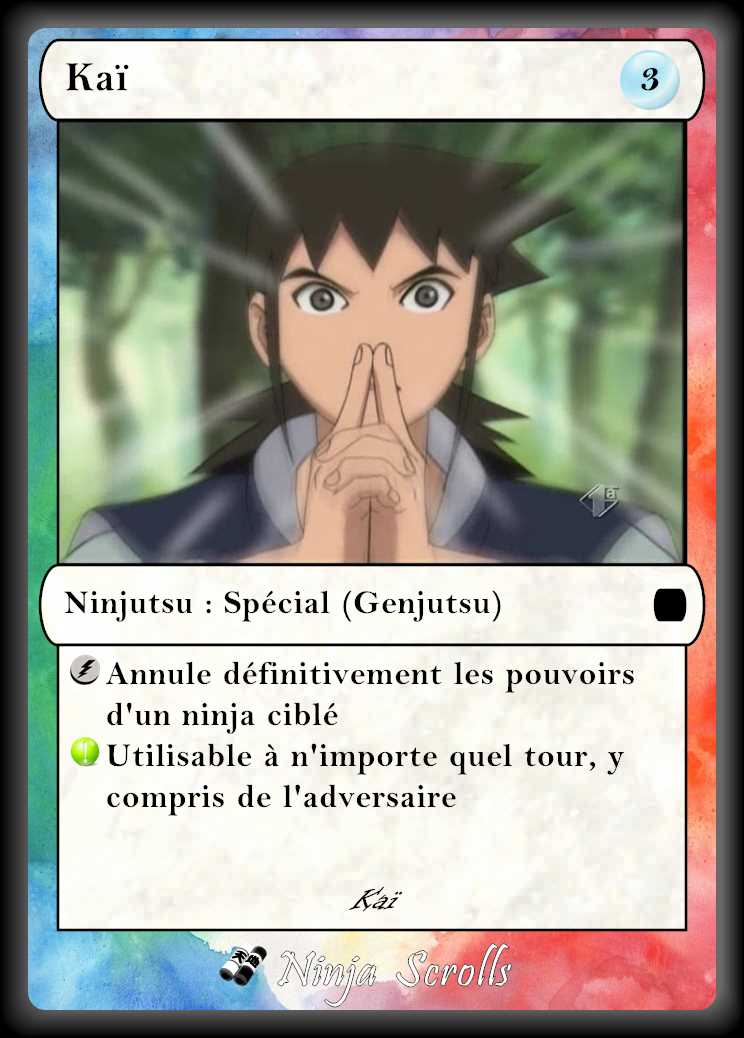 Kaï
3
Ninjutsu : Spécial (Genjutsu)
Annule définitivement les pouvoirs
d'un ninja ciblé
Utilisable à n'importe quel tour, y
compris de l'adversaire
Kaï
Ninja Scrolls